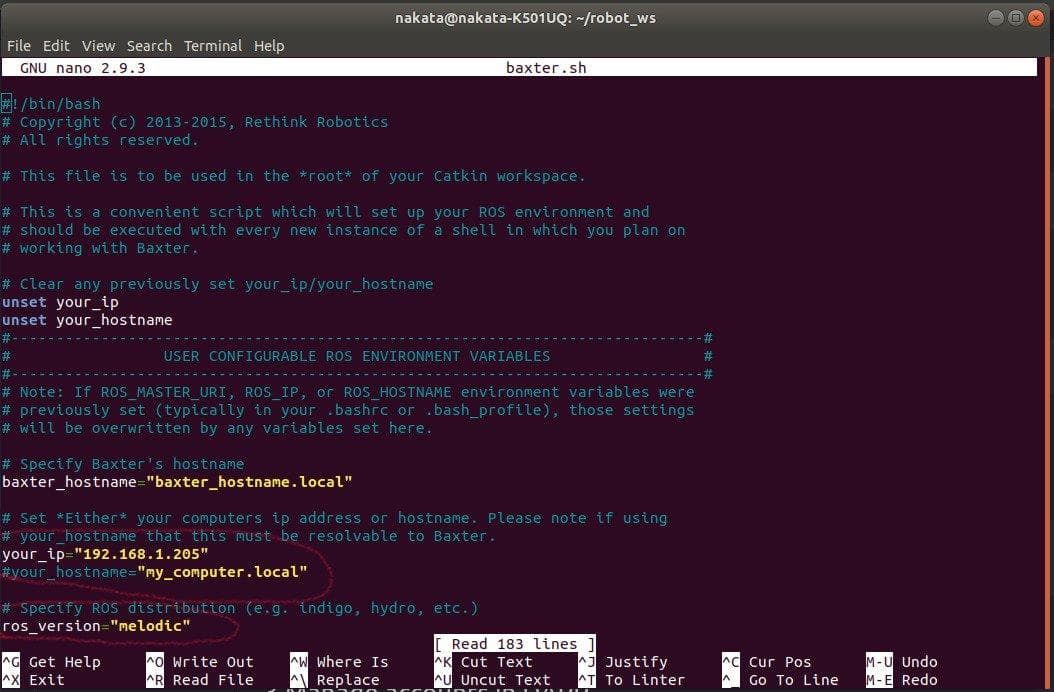 nakata@nakata-K501UQ: ~/robot_ws
File Edit View Search Terminal Help
GNU nano 2.9.3 baxter.sh
#!/bin/bash
# Copyright (c) 2013-2015, Rethink Robotics
# All rights reserved.
# This file is to be used in the *root* of your Catkin workspace.
# This is a convenient script which will set up your ROS environment and
# should be executed with every new instance of a shell in which you plan on
# working with Baxter.
# Clear any previously set your_ip/your_hostname
unset your_ip
unset your_hostname
#-----------------------------------------------------------------------------#
# USER CONFIGURABLE ROS ENVIRONMENT VARIABLES #
#-----------------------------------------------------------------------------#
# Note: If ROS_MASTER_URI, ROS_IP, or ROS_HOSTNAME environment variables were
# previously set (typically in your .bashrc or .bash_profile), those settings
# will be overwritten by any variables set here.
# Specify Baxter's hostname
baxter_hostname="baxter_hostname.local"
# Set *Either* your computers ip address or hostname. Please note if using
# your_hostname that this must be resolvable to Baxter.
your_ip="192.168.1.205"
#your_hostname="my_computer.local"
# Specify ROS distribution (e.g. indigo, hydro, etc.)
ros_version="melodic"
[ Read 183 lines ]
^G Get Help ^O Write Out ^W Where Is ^K Cut Text ^J Justify ^C Cur Pos M-U Undo
^X Exit ^R Read File ^\ Replace ^U Uncut Text ^T To Linter ^_ Go To Line M-E Redo